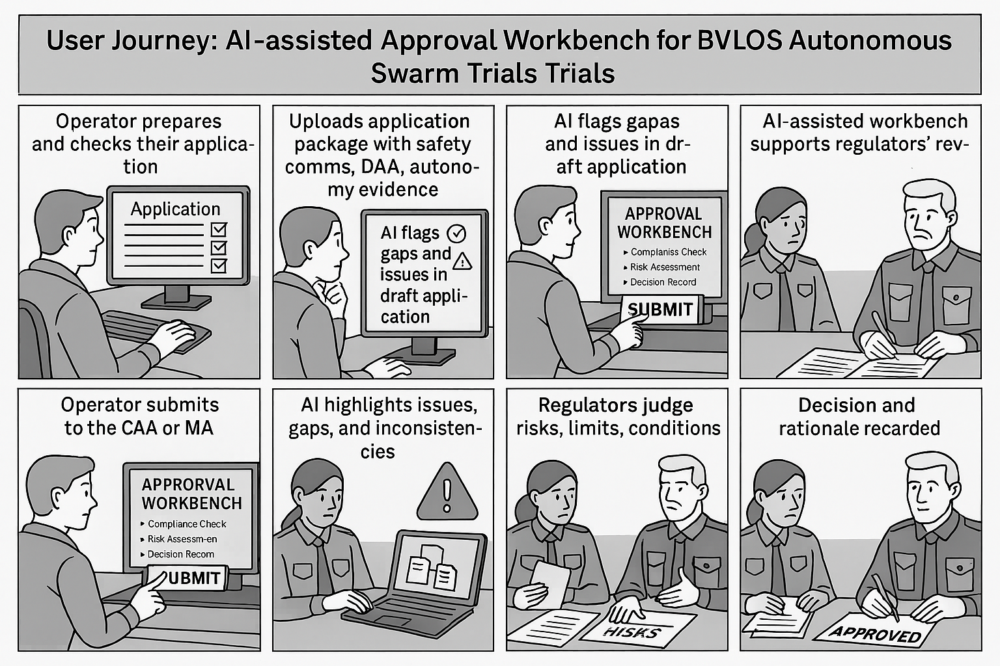 User Journey: AI-assisted Approval Workbench for BVLOS Autonomous
Swarm Trials Trïals
Operator prepares
and checks their applica-
tion
Application
Uploads application
package with safety
comms, DAA, autono-
my evidence
AI flags
gaps and
issues in
draft appli-
cation
AI flags gapas
and issues in dr-
aft application
APPROVAL
WORKBENCH
Complaniss Check
Risk Assessment
Decision Record
SUBMIT
AI-assisted workbench
supports regulators’ rev-
Operator submits
to the CAA or MA
APPRORVAL
WORKBENCH
Compliance Check
Risk Assessm-en
Decision Recom
UBMIT
AI highlights issues,
gaps, and inconsisten-
cies
Regulators judge
risks, limits, conditions
HISKS
Decision and
rationale recarded
APPROVED